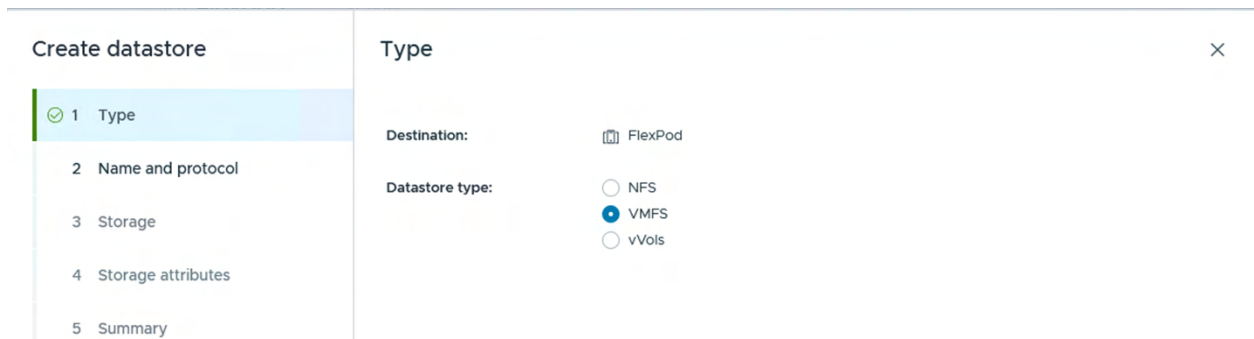 Create datastore
1 Type
2 Name and protocol
3 Storage
4 Storage attributes
5 Summary
Type
Destination: FlexPod
Datastore type: NFS
VMFS
vVols